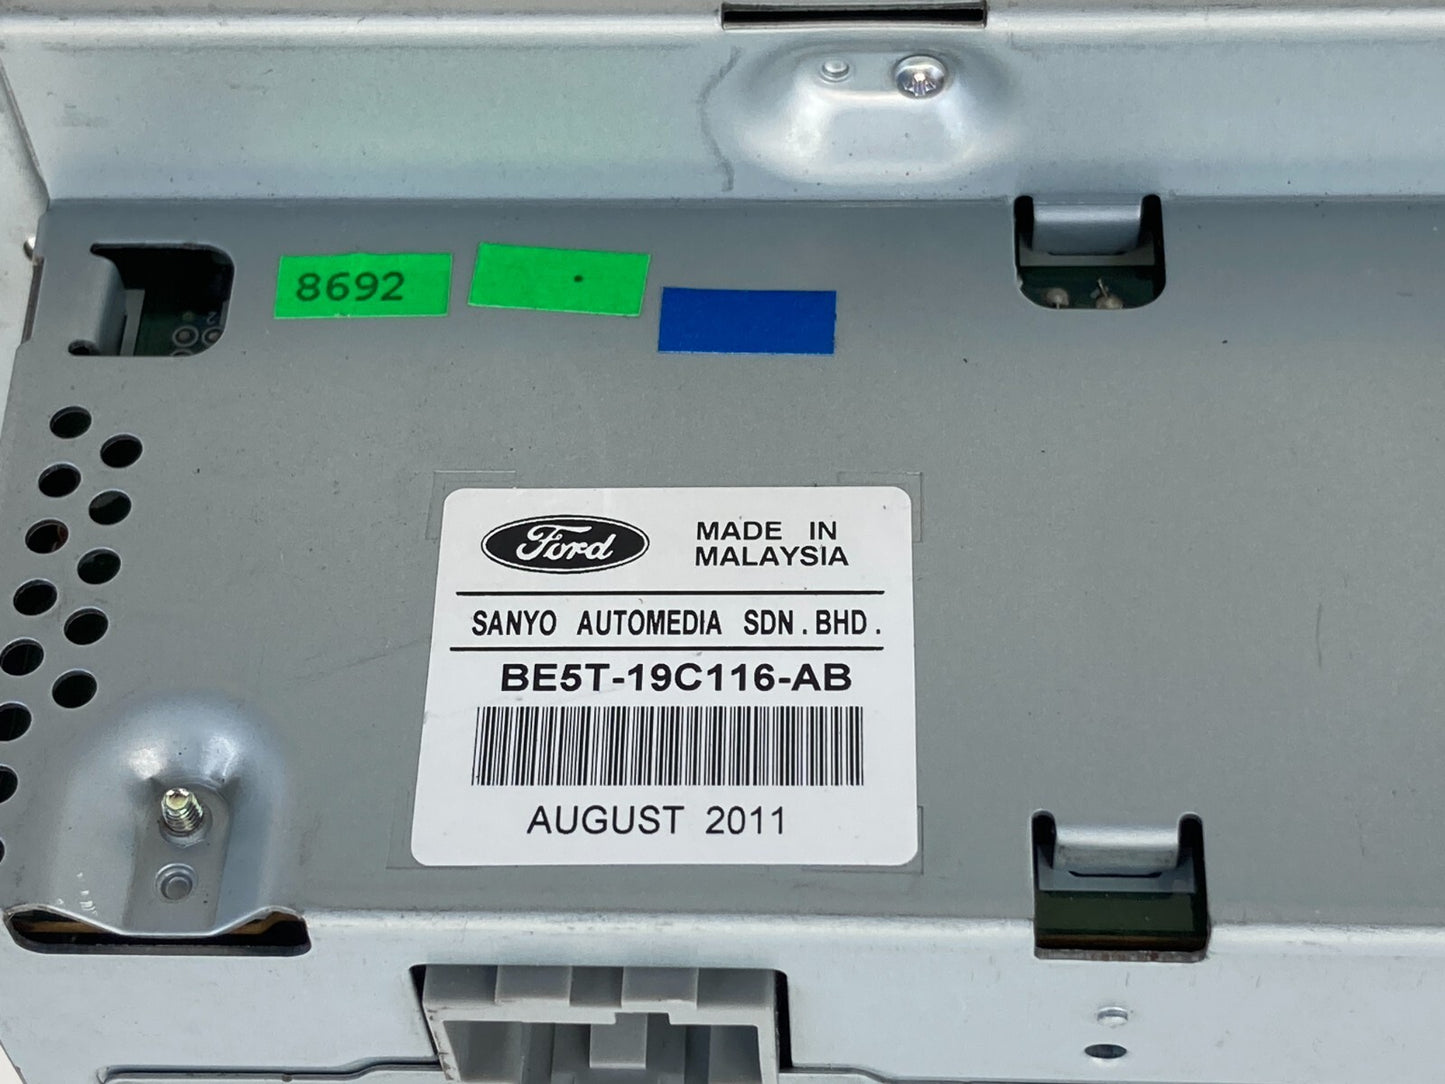 8692
Ford
MADE IN
MALAYSIA
SANYO AUTOMEDIA SDN.BHD.
BE5T-19C116-AB
AUGUST 2011